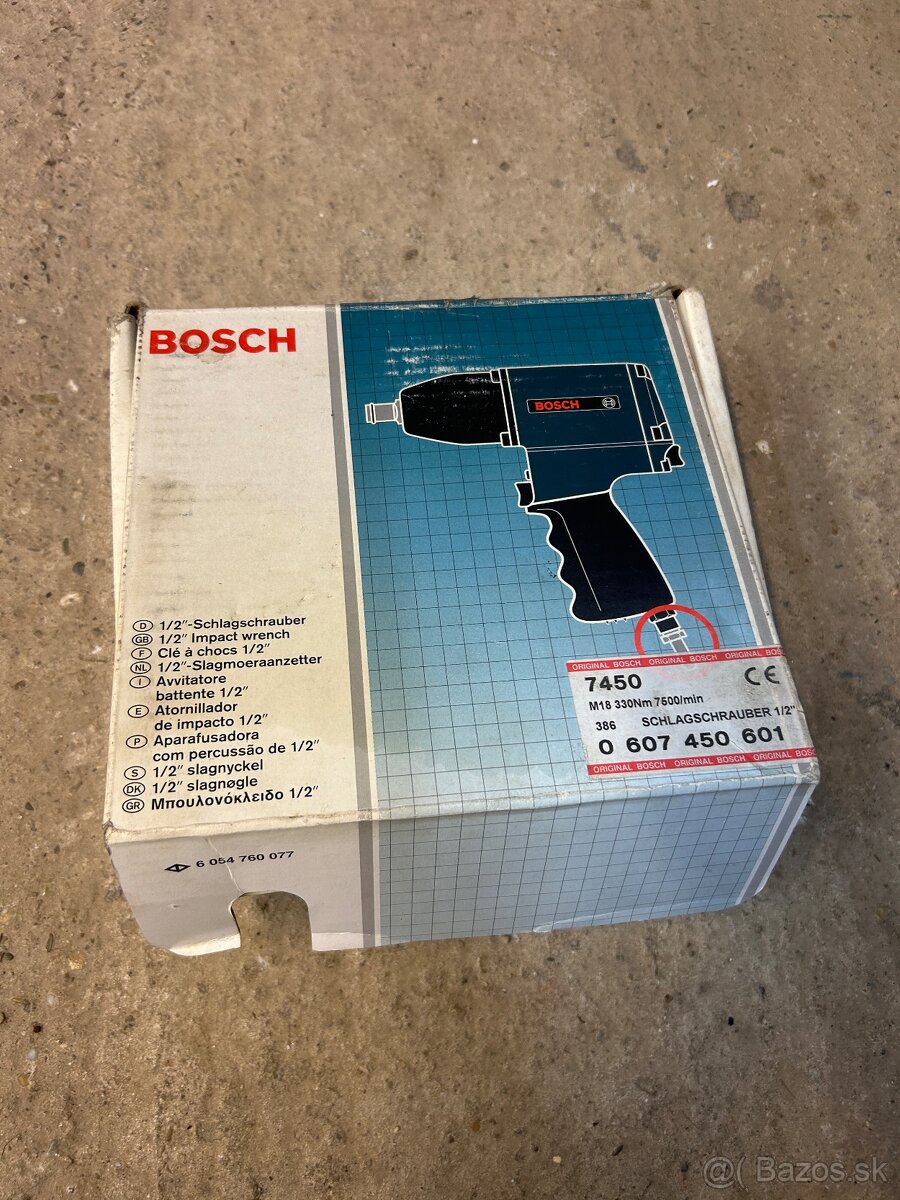 BOSCH
BOSCH
D 1/2"-Schlagschrauber
GB 1/2" Impact wrench
F Clé à chocs 1/2"
NL 1/2"-Slagmoeraanzetter
I Avvitatore
battente 1/2"
E Atornillador
de impacto 1/2"
P Aparafusadora
com percussão de 1/2"
S 1/2" slagnyckel
DK 1/2" slagnøgle
GR Μπουλονόκλειδο 1/2"
ORIGINAL BOSCH ORIGINAL BOSCH ORIGINAL BOSC
7450 CE
M18 330Nm 7500/min
386 SCHLAGSCHRAUBER 1/2"
0 607 450 601
ORIGINAL BOSCH ORIGINAL BOSCH ORIGINAL BOSC
6 054 760 077
@( Bazos.sk